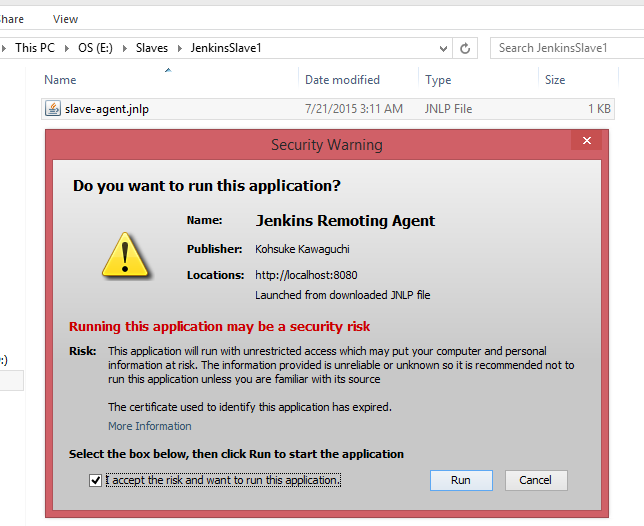 hare View
This PC OS (E:) Slaves JenkinsSlave1 Search JenkinsSlave1
Name Date modified Type Size
slave-agent.jnlp 7/21/2015 3:11 AM JNLP File 1 KB
Security Warning
Do you want to run this application?
Name: Jenkins Remoting Agent
Publisher: Kohsuke Kawaguchi
Locations: http://localhost:8080
Launched from downloaded JNLP file
Running this application may be a security risk
Risk: This application will run with unrestricted access which may put your computer and personal
information at risk. The information provided is unreliable or unknown so it is recommended not to
run this application unless you are familiar with its source
The certificate used to identify this application has expired.
More Information
Select the box below, then click Run to start the application
I accept the risk and want to run this application.
Run Cancel